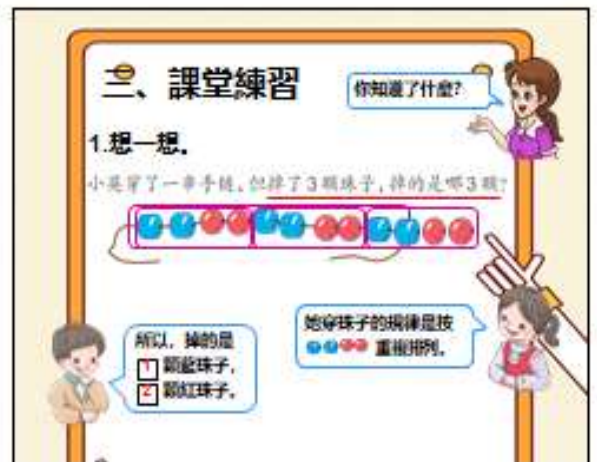 三、課堂練習
你知道了什麼?
1.想一想。
小英穿了一串手鏈,但掉了3顆珠子,掉的是哪3顆?
她穿珠子的規律是按
重複排列。
所以,掉的是
1 顆藍珠子,
2 顆紅珠子。